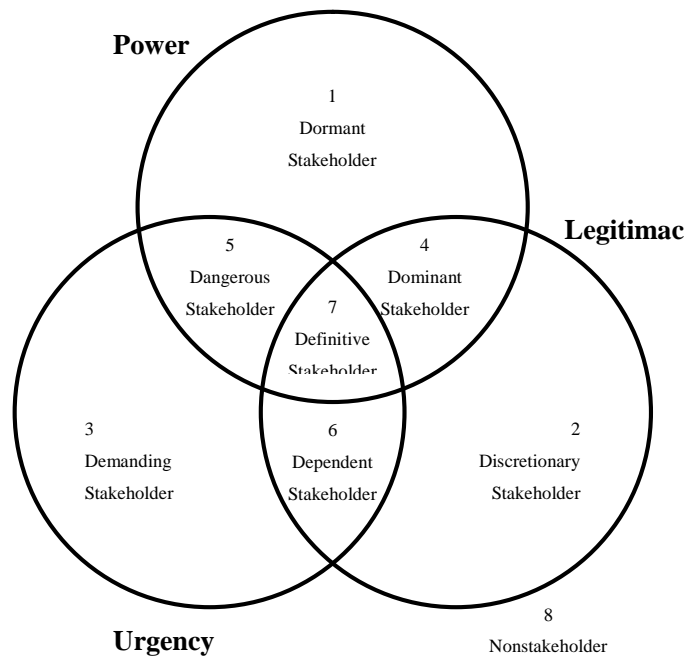 Power
1
Dormant
Stakeholder
Legitimac
5
Dangerous
Stakeholder
4
Dominant
Stakeholder
7
Definitive
Stakeholder
3
Demanding
Stakeholder
6
Dependent
Stakeholder
2
Discretionary
Stakeholder
Urgency
8
Nonstakeholder